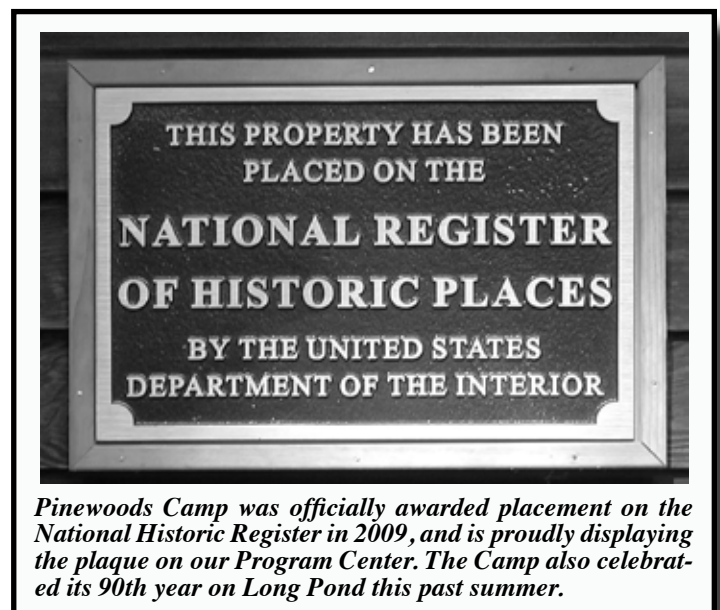 THIS PROPERTY HAS BEEN
PLACED ON THE
NATIONAL REGISTER
OF HISTORIC PLACES
BY THE UNITED STATES
DEPARTMENT OF THE INTERIOR
Pinewoods Camp was officially awarded placement on the
National Historic Register in 2009, and is proudly displaying
the plaque on our Program Center. The Camp also celebrat-
ed its 90th year on Long Pond this past summer.